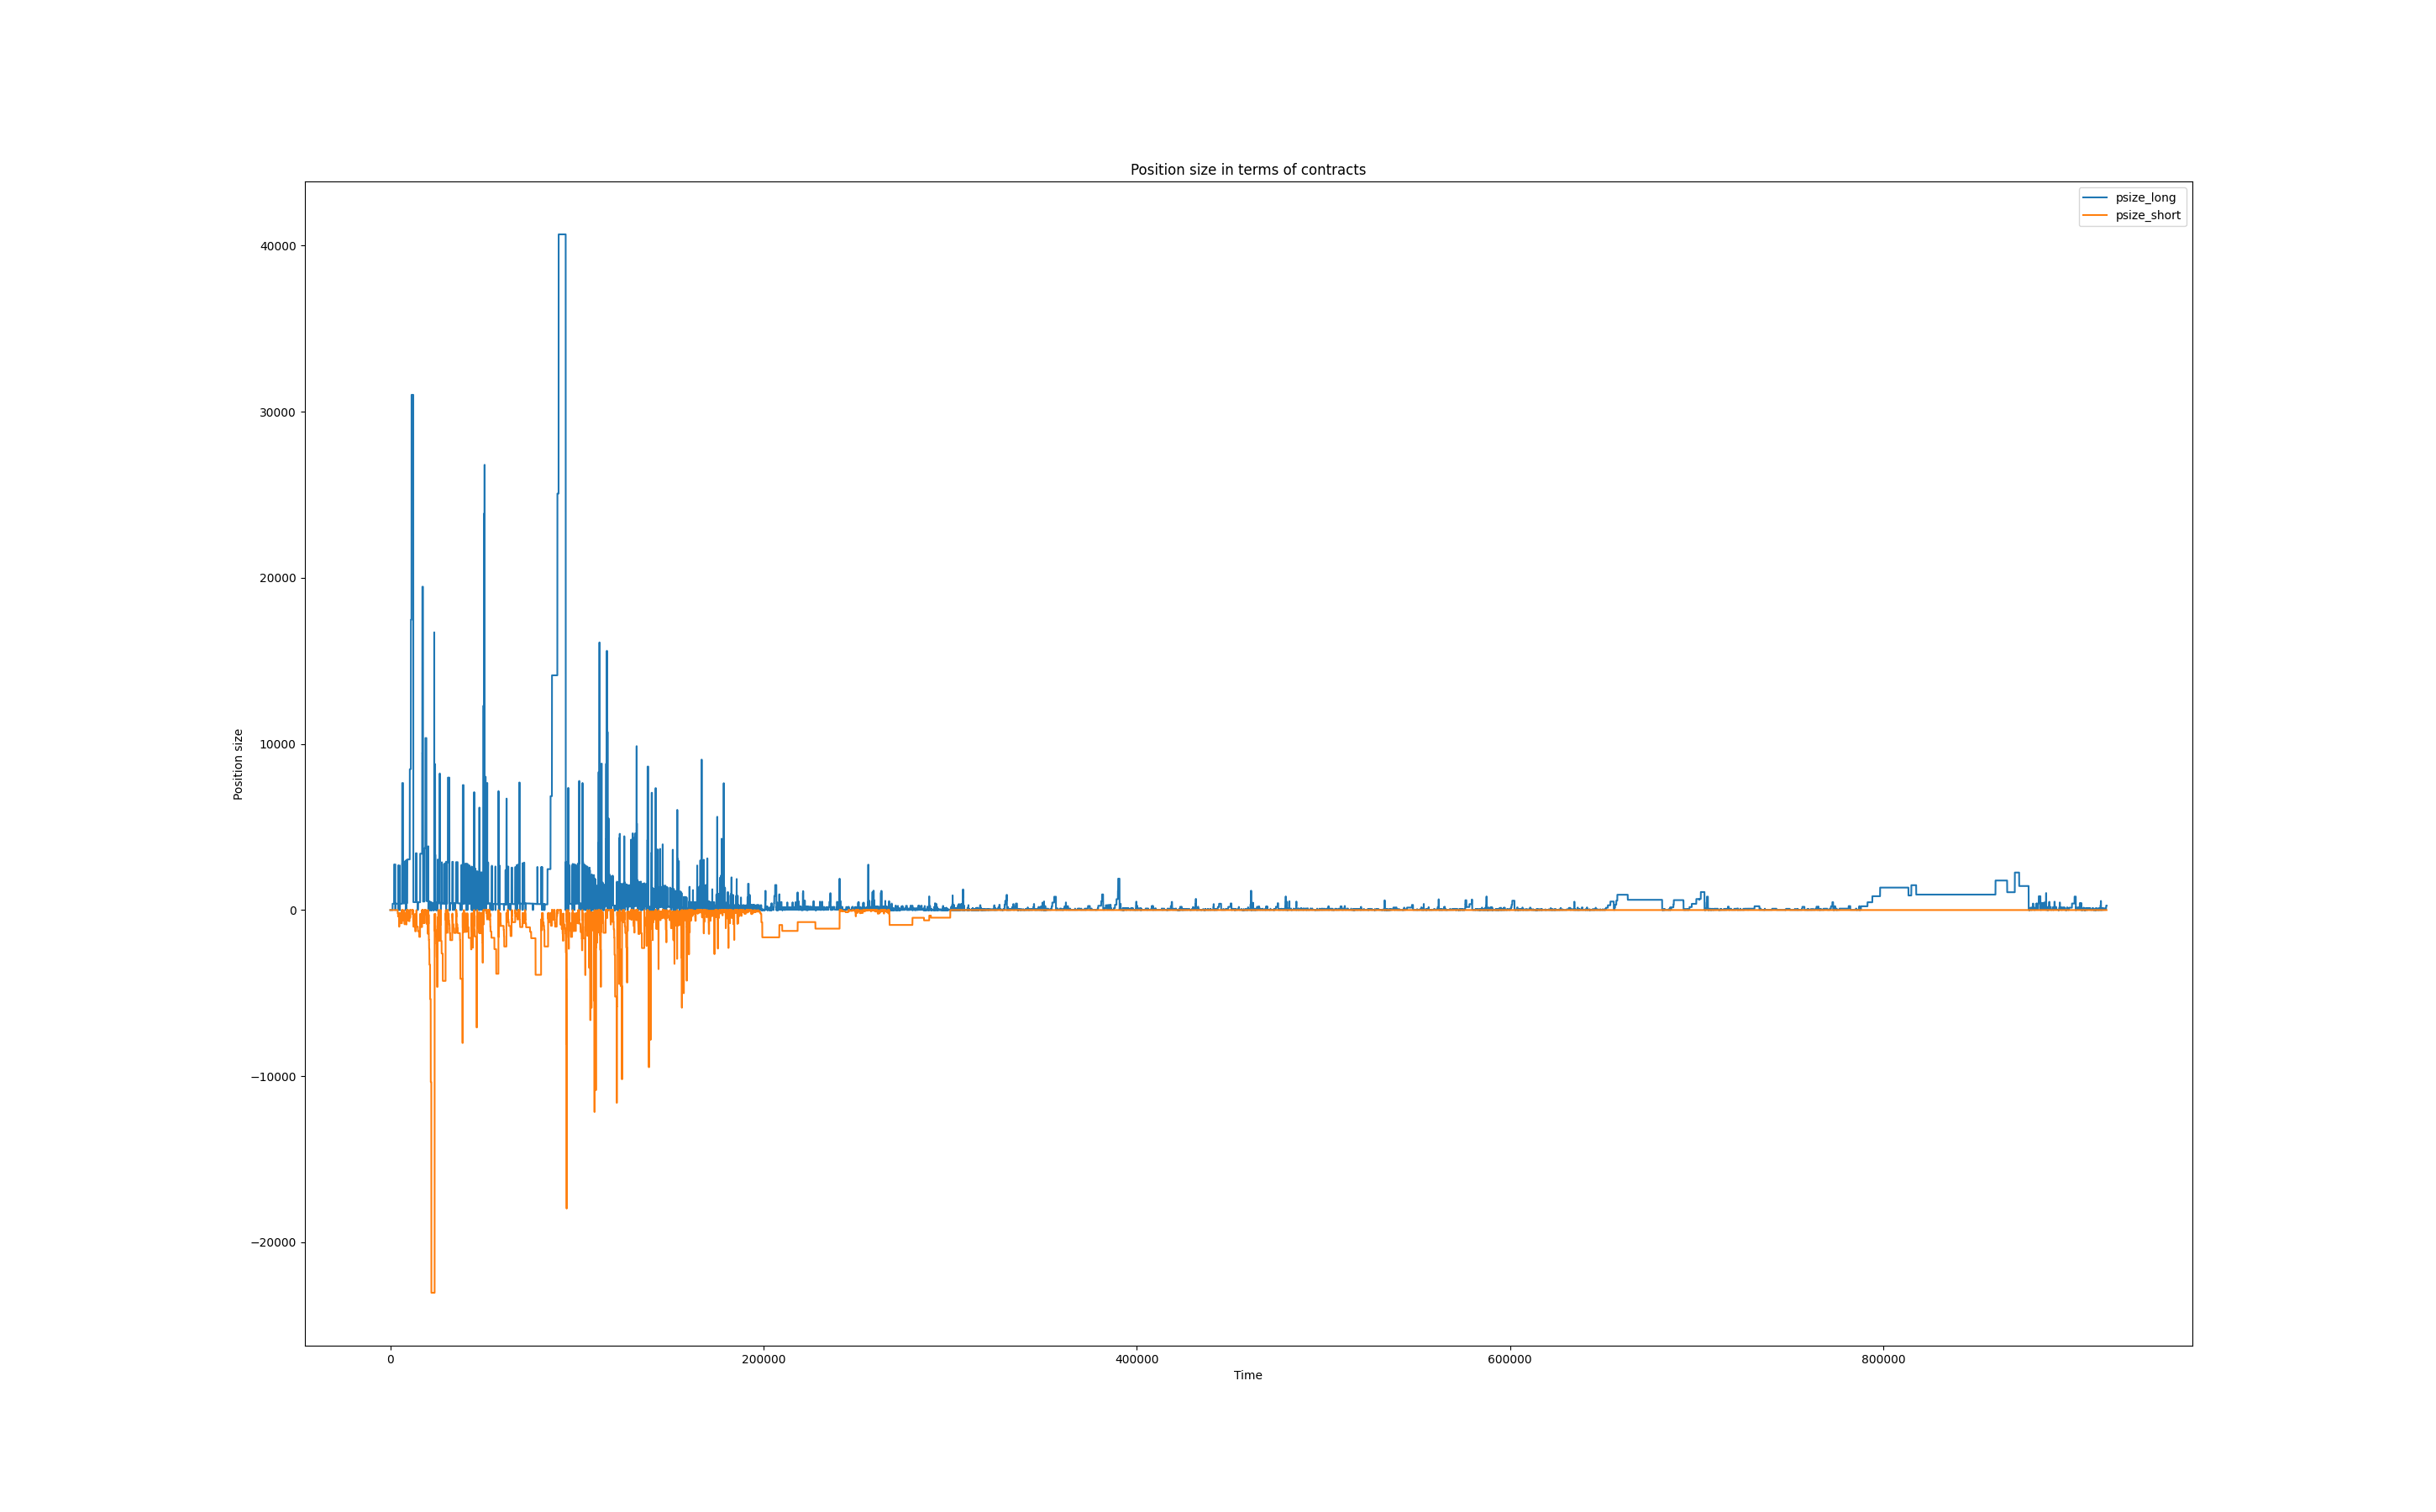 Position size in terms of contracts
psize_long
psize_short
40000
30000
20000
10000
0
−10000
−20000
Position size
0
200000
400000
600000
800000
Time